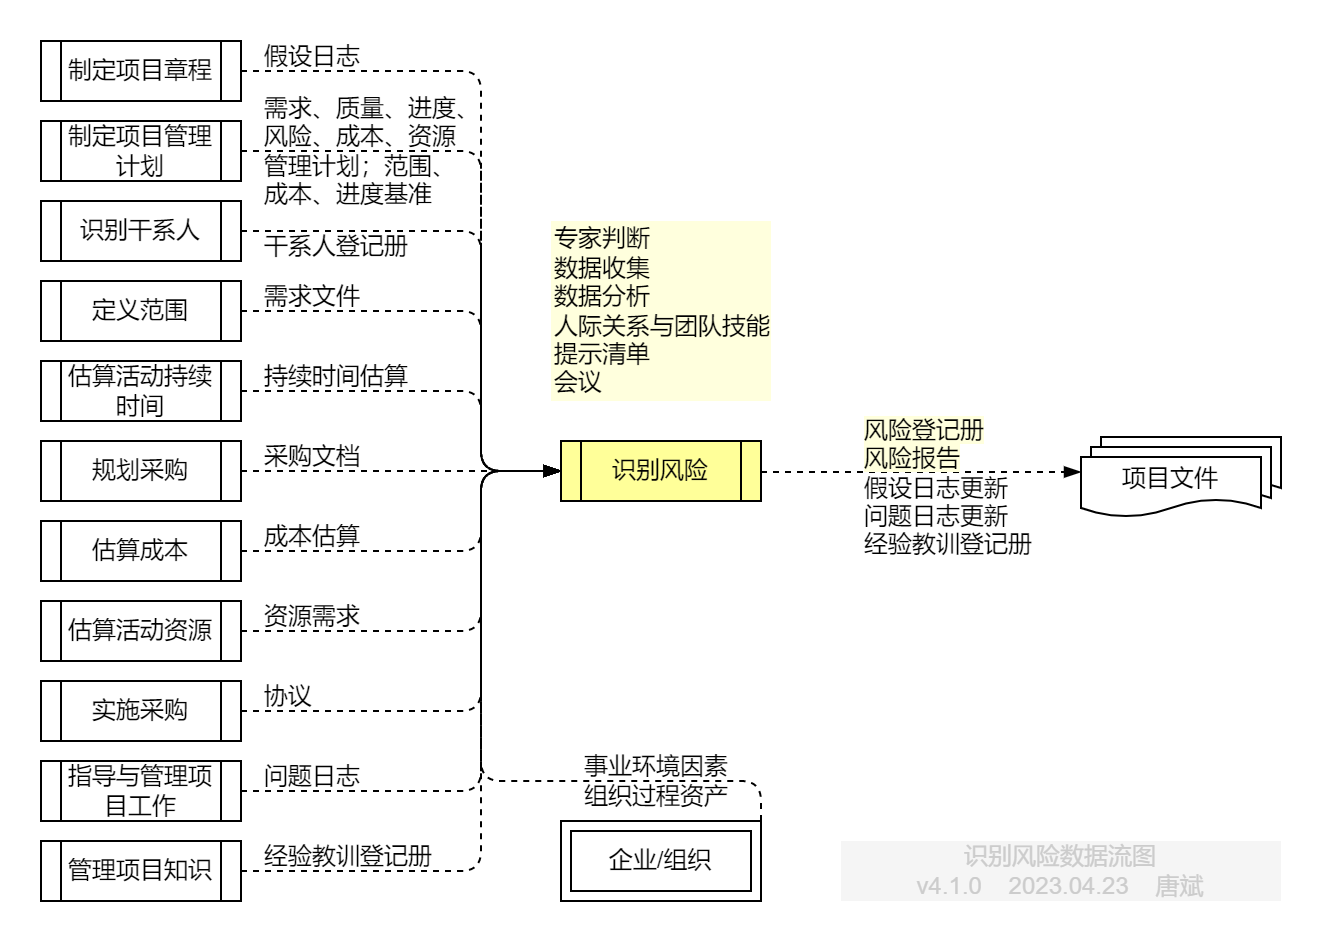 制定项目章程
假设日志
制定项目管理
计划
需求、质量、进度、
风险、成本、资源
管理计划；范围、
成本、进度基准
识别干系人
干系人登记册
定义范围
需求文件
估算活动持续
时间
持续时间估算
规划采购
采购文档
估算成本
成本估算
估算活动资源
资源需求
实施采购
协议
指导与管理项
目工作
问题日志
管理项目知识
经验教训登记册
专家判断
数据收集
数据分析
人际关系与团队技能
提示清单
会议
识别风险
风险登记册
风险报告
假设日志更新
问题日志更新
经验教训登记册
项目文件
事业环境因素
组织过程资产
企业/组织
识别风险数据流图
v4.1.0 2023.04.23 唐斌